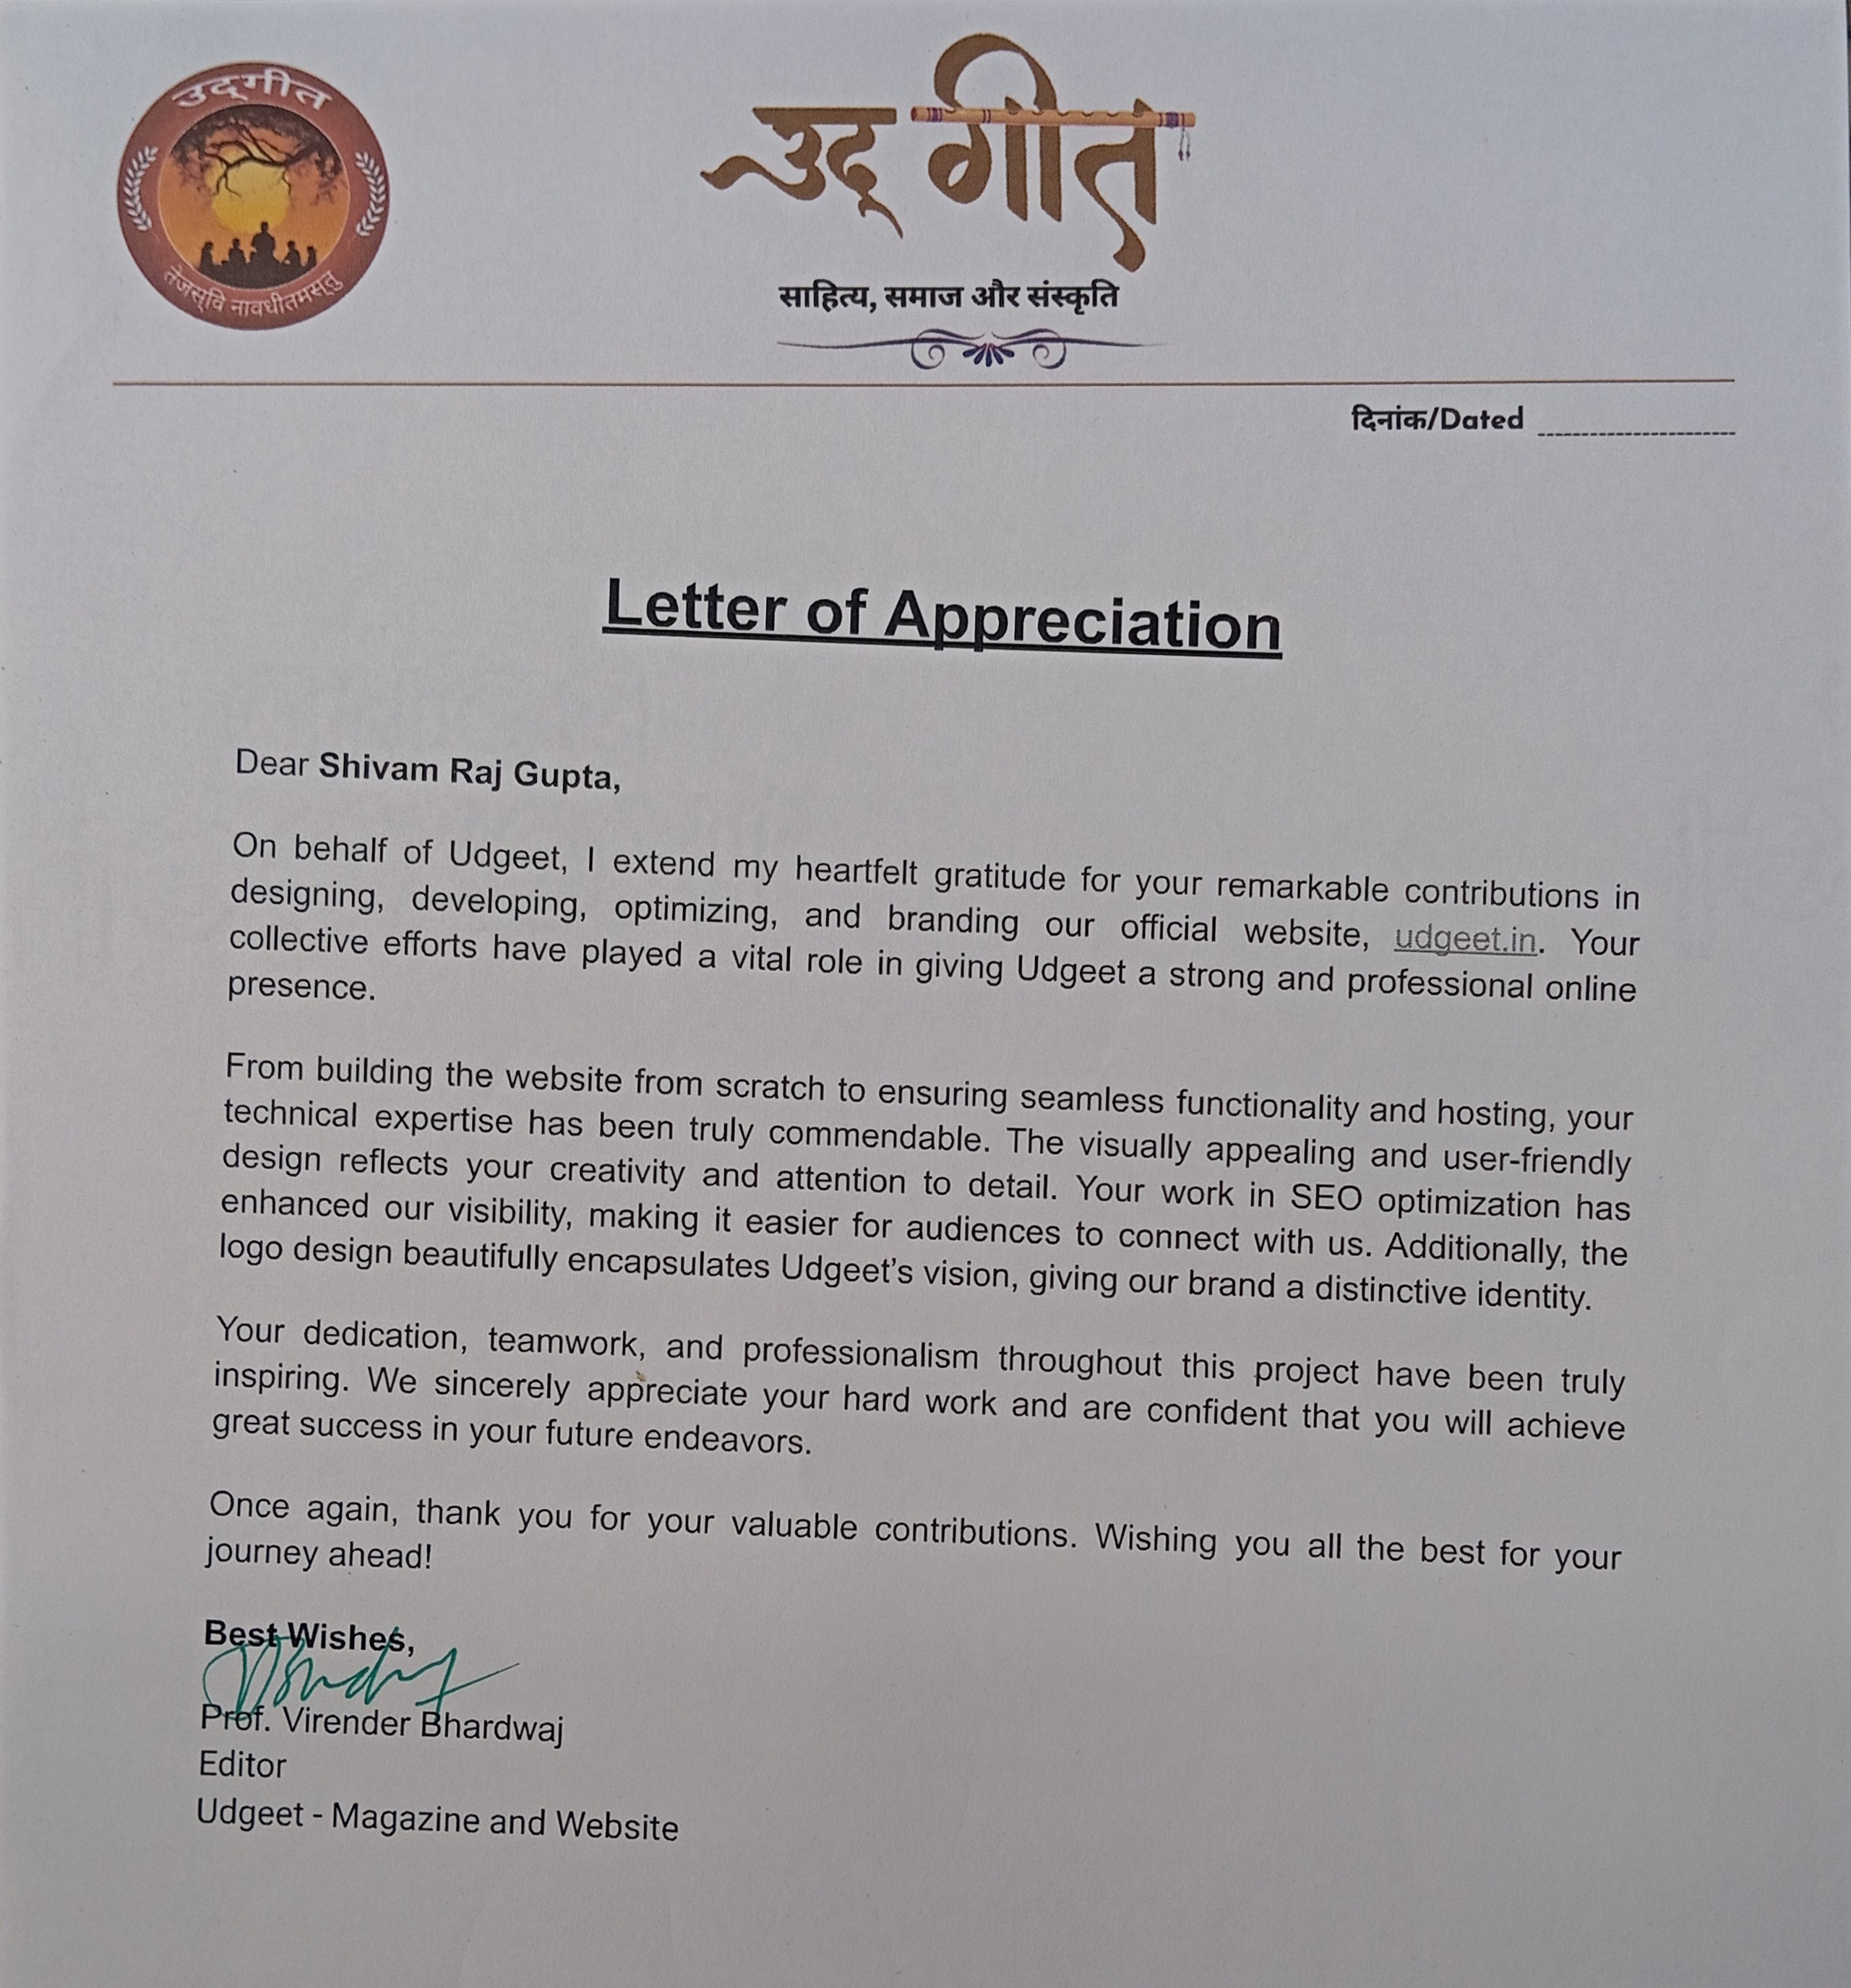 उद्‌गीत
तेजस्वि नावधीतमस्तु
उद् गीत
साहित्य, समाज और संस्कृति
दिनांक/Dated
Letter of Appreciation
Dear Shivam Raj Gupta,
On behalf of Udgeet, I extend my heartfelt gratitude for your remarkable contributions in
designing, developing, optimizing, and branding our official website, udgeet.in. Your
collective efforts have played a vital role in giving Udgeet a strong and professional online
presence.
From building the website from scratch to ensuring seamless functionality and hosting, your
technical expertise has been truly commendable. The visually appealing and user-friendly
design reflects your creativity and attention to detail. Your work in SEO optimization has
enhanced our visibility, making it easier for audiences to connect with us. Additionally, the
logo design beautifully encapsulates Udgeet’s vision, giving our brand a distinctive identity.
Your dedication, teamwork, and professionalism throughout this project have been truly
inspiring. We sincerely appreciate your hard work and are confident that you will achieve
great success in your future endeavors.
Once again, thank you for your valuable contributions. Wishing you all the best for your
journey ahead!
Best Wishes,
Prof. Virender Bhardwaj
Editor
Udgeet - Magazine and Website